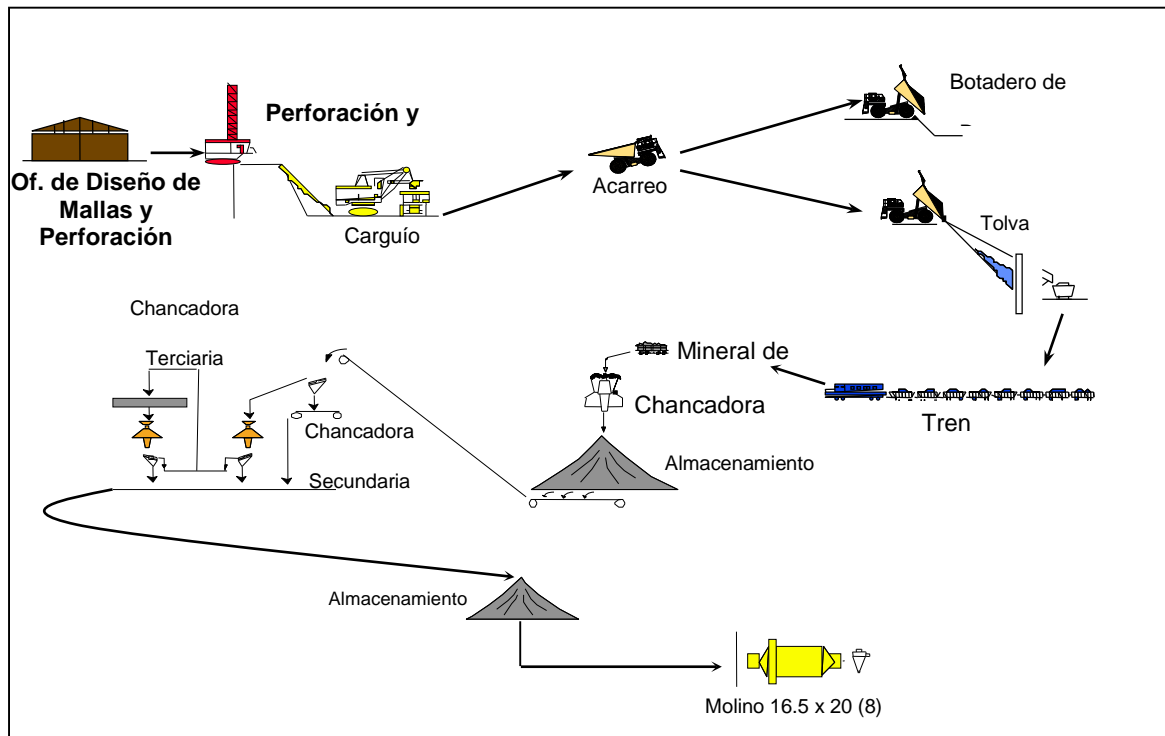 Perforación y
Of. de Diseño de
Mallas y
Perforación
Carguío
Acarreo
Botadero de
Tolva
Tren
Mineral de
Chancadora
Almacenamiento
Chancadora
Terciaria
Chancadora
Secundaria
Almacenamiento
Molino 16.5 x 20 (8)